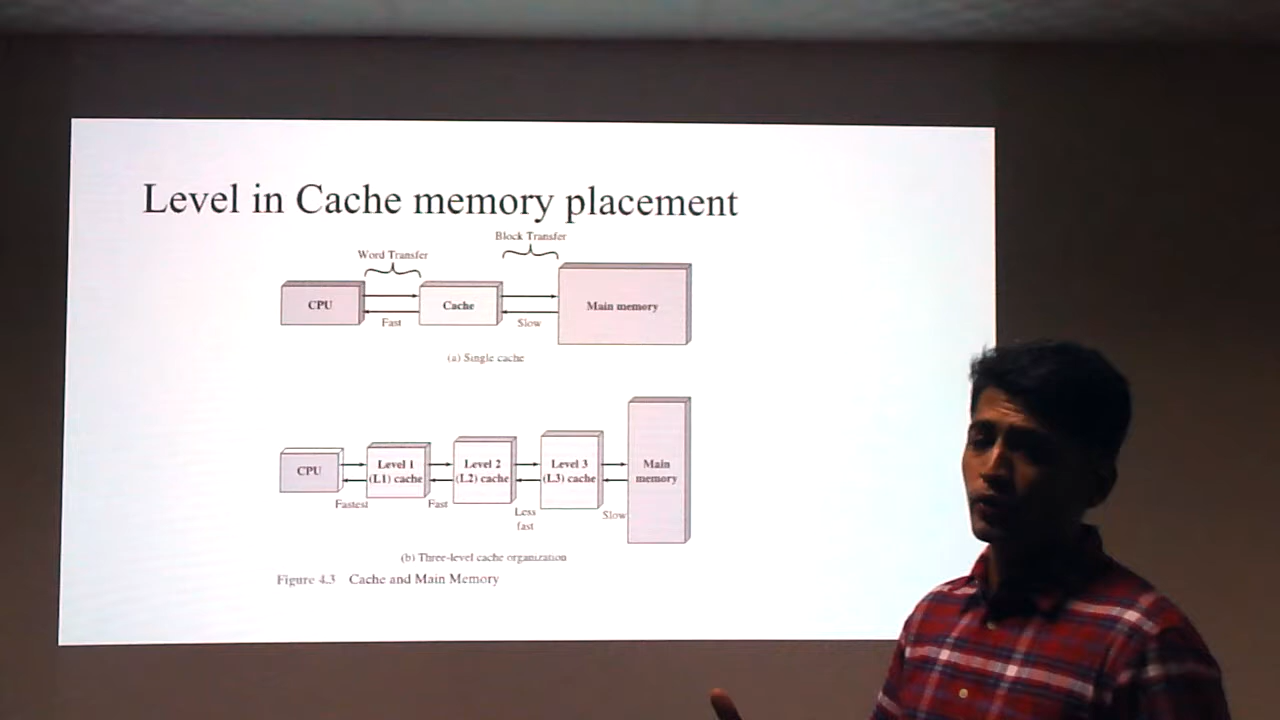 Level in Cache memory placement
Block Transfer
Word Transfer
CPU
Cache
Main memory
Fast
Slow
(a) Single cache
CPU
Level 1
(L1) cache
Level 2
(L2) cache
Level 3
(L3) cache
Main
memory
Fastest
Fast
Less
fast
Slow
(b) Three-level cache organization
Figure 4.3 Cache and Main Memory